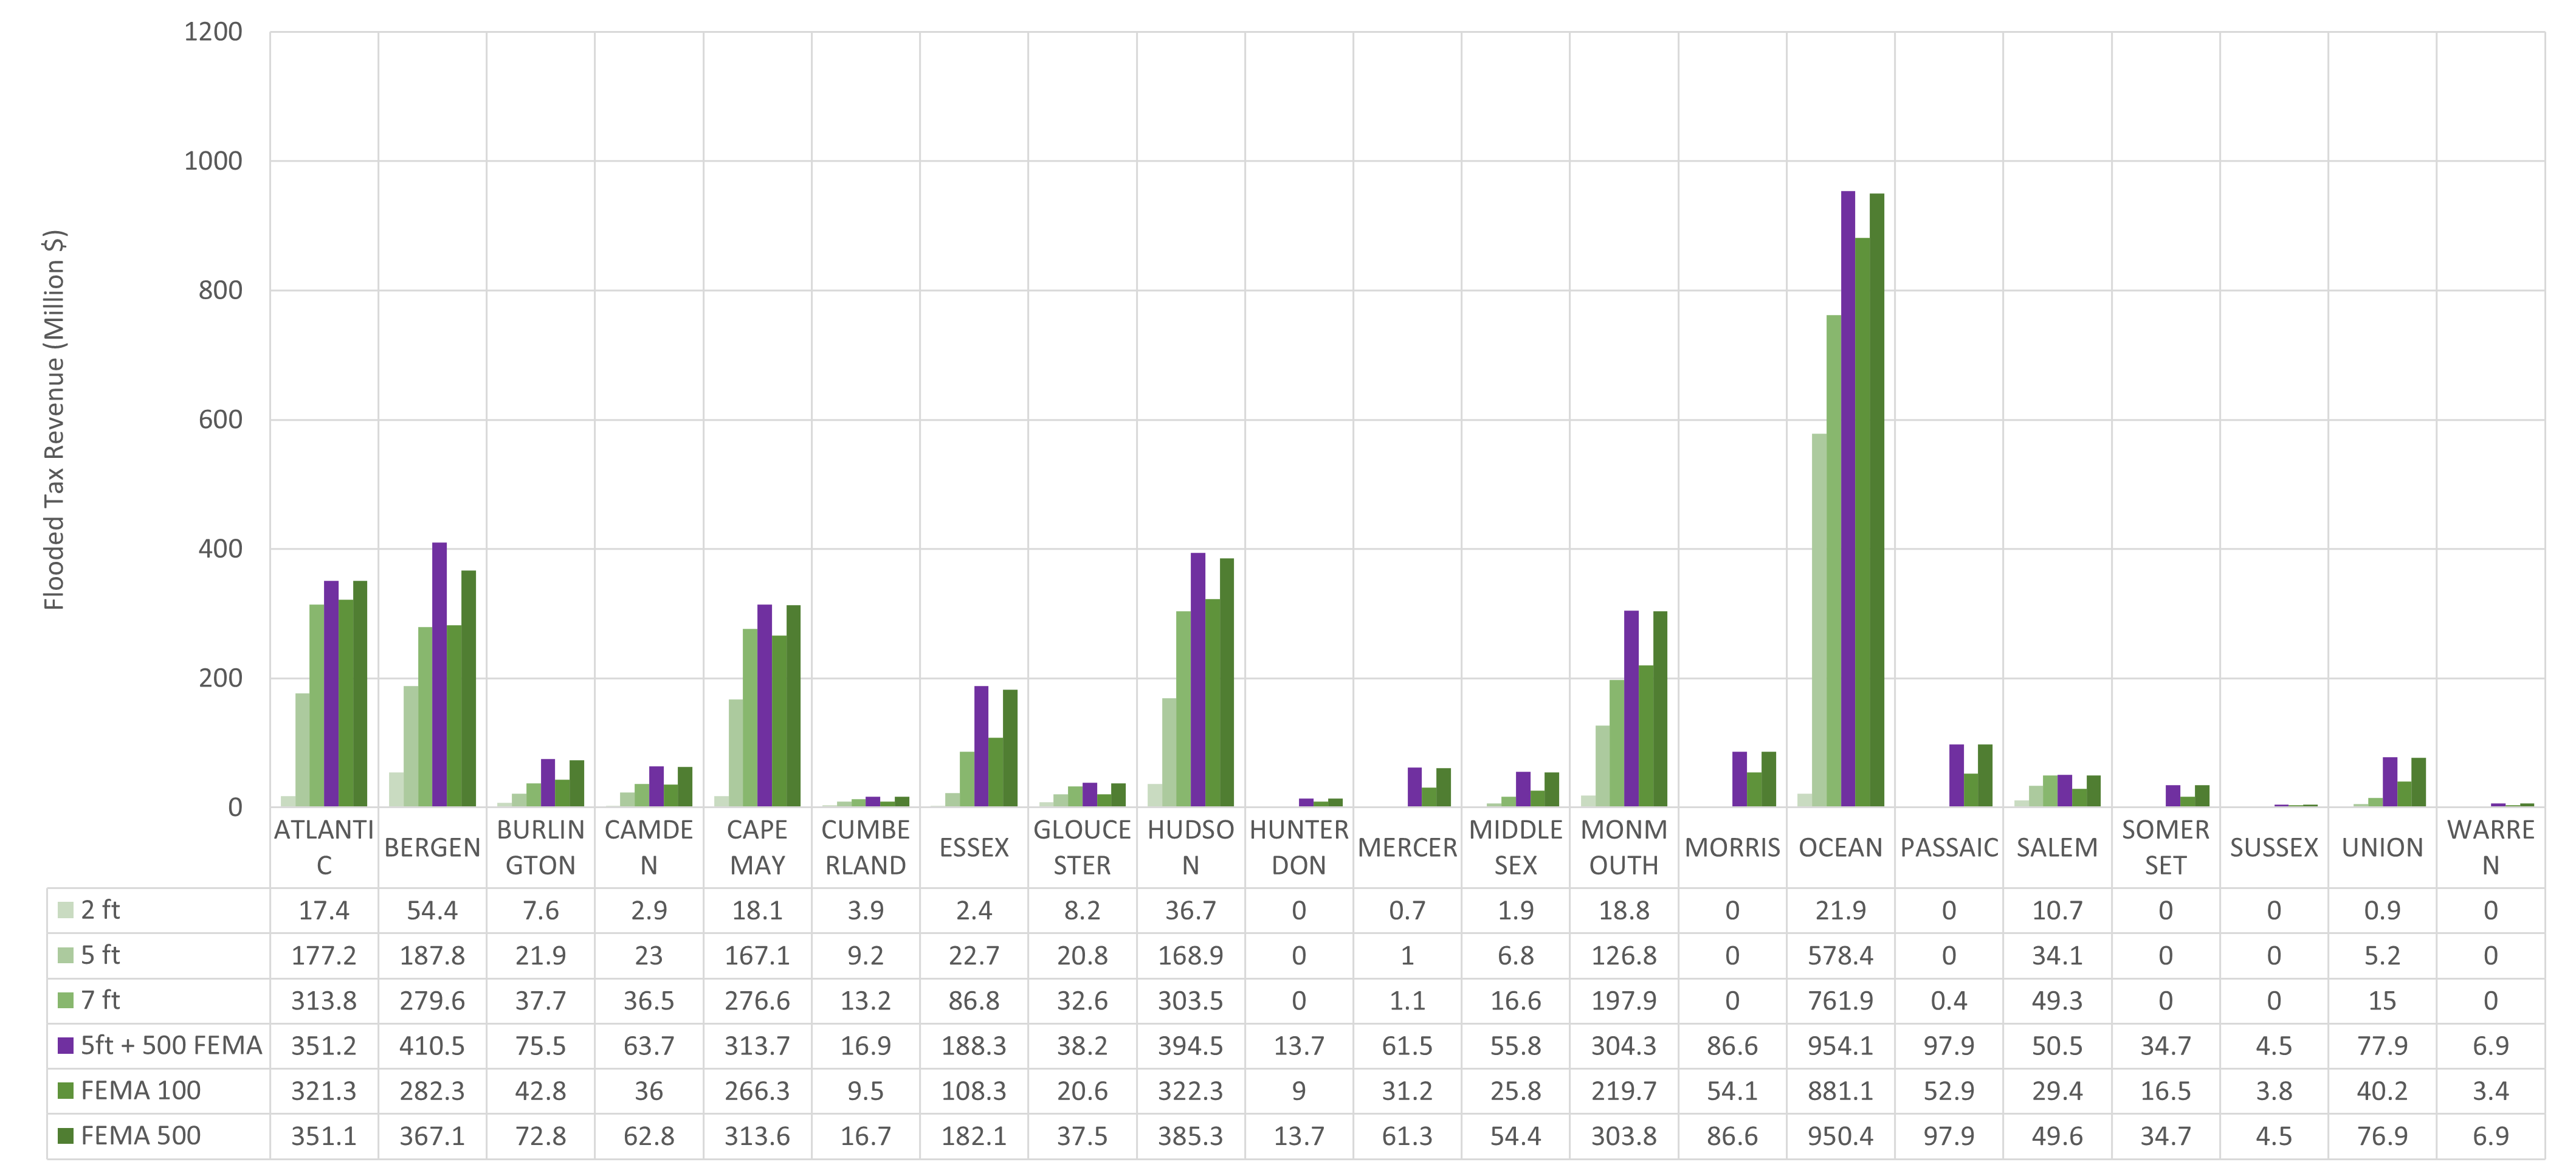 1200
1000
800
600
400
200
0
Flooded Tax Revenue (Million $)
ATLANTI
C
BERGEN
BURLIN
GTON
CAMDE
N
CAPE
MAY
CUMBE
RLAND
ESSEX
GLOUCE
STER
HUDSO
N
HUNTER
DON
MERCER
MIDDLE
SEX
MONM
OUTH
MORRIS
OCEAN
PASSAIC
SALEM
SOMER
SET
SUSSEX
UNION
WARRE
N
2 ft 17.4 54.4 7.6 2.9 18.1 3.9 2.4 8.2 36.7 0 0.7 1.9 18.8 0 21.9 0 10.7 0 0 0.9 0
5 ft 177.2 187.8 21.9 23 167.1 9.2 22.7 20.8 168.9 0 1 6.8 126.8 0 578.4 0 34.1 0 0 5.2 0
7 ft 313.8 279.6 37.7 36.5 276.6 13.2 86.8 32.6 303.5 0 1.1 16.6 197.9 0 761.9 0.4 49.3 0 0 15 0
5ft + 500 FEMA 351.2 410.5 75.5 63.7 313.7 16.9 188.3 38.2 394.5 13.7 61.5 55.8 304.3 86.6 954.1 97.9 50.5 34.7 4.5 77.9 6.9
FEMA 100 321.3 282.3 42.8 36 266.3 9.5 108.3 20.6 322.3 9 31.2 25.8 219.7 54.1 881.1 52.9 29.4 16.5 3.8 40.2 3.4
FEMA 500 351.1 367.1 72.8 62.8 313.6 16.7 182.1 37.5 385.3 13.7 61.3 54.4 303.8 86.6 950.4 97.9 49.6 34.7 4.5 76.9 6.9